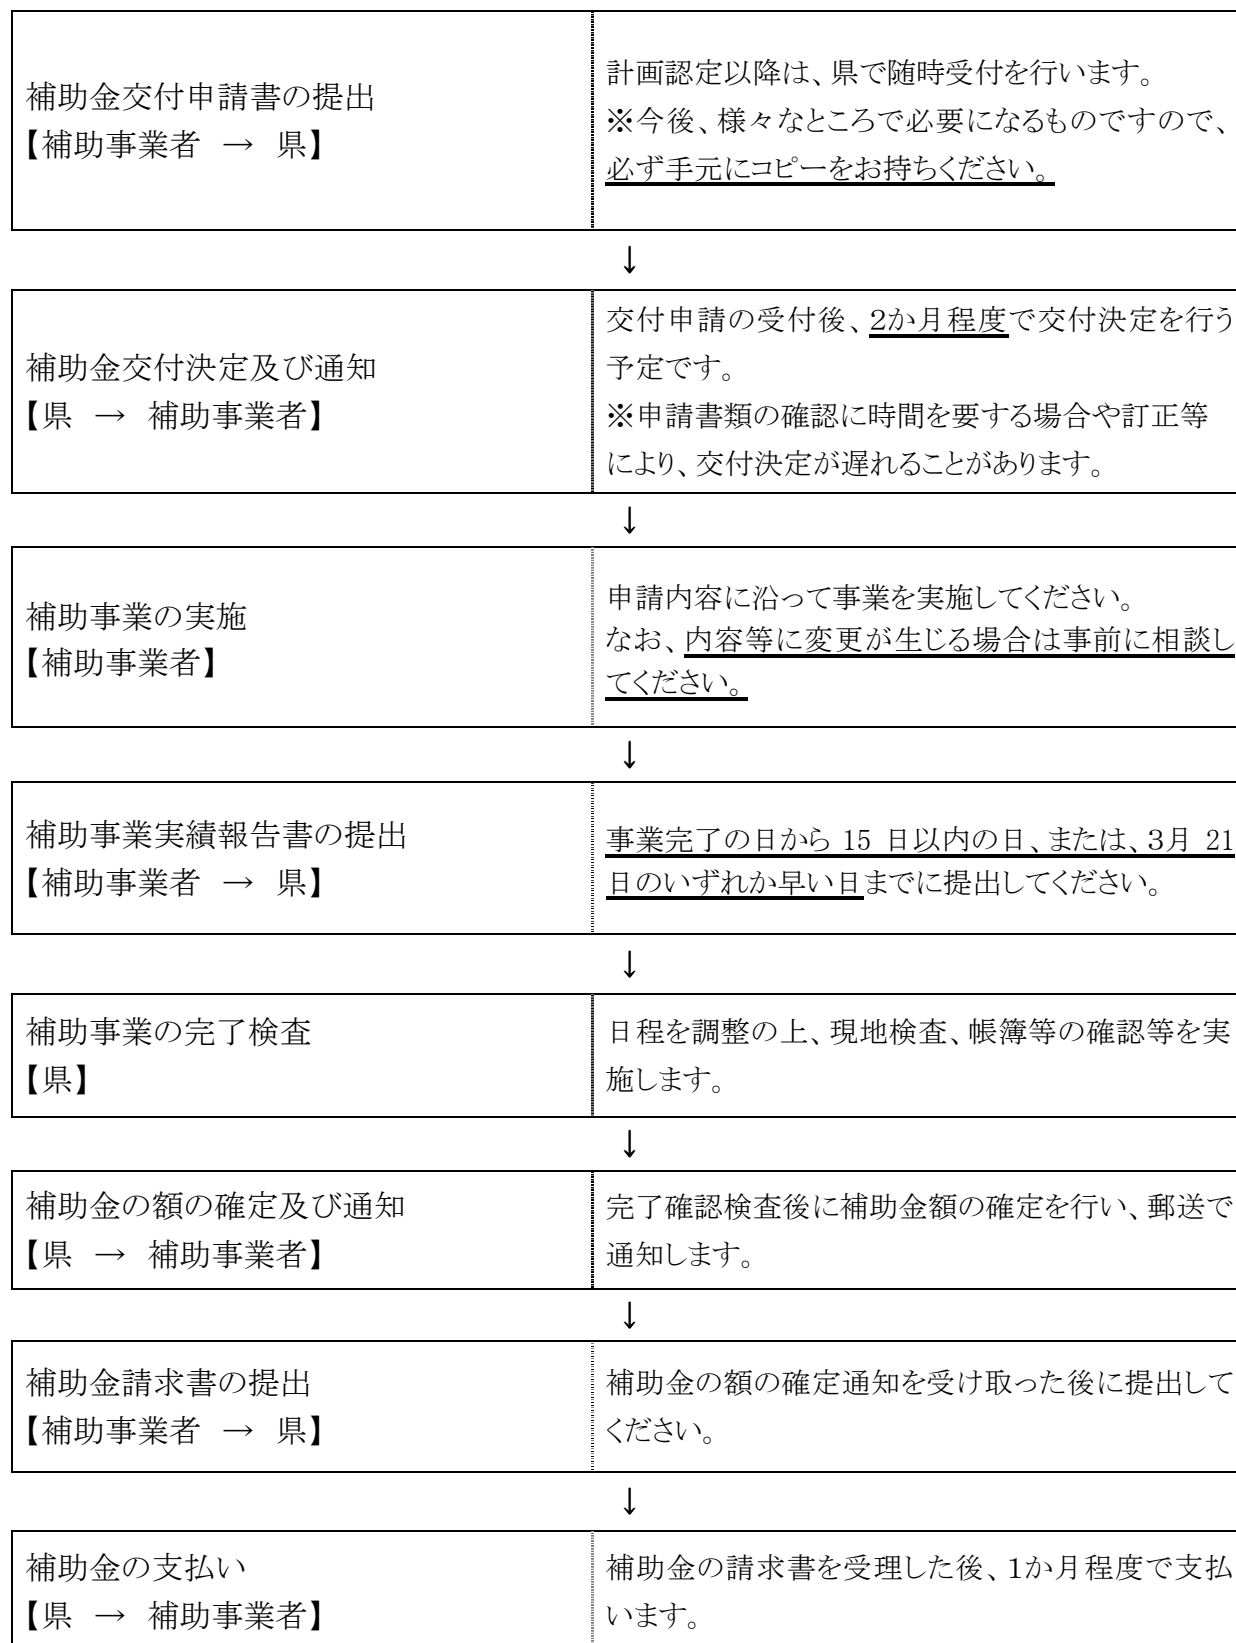 補助金交付申請書の提出
【補助事業者 → 県】
計画認定以降は、県で随時受付を行います。
※今後、様々なところで必要になるものですので、
必ず手元にコピーをお持ちください。
↓
補助金交付決定及び通知
【県 → 補助事業者】
交付申請の受付後、2か月程度で交付決定を行う
予定です。
※申請書類の確認に時間を要する場合や訂正等
により、交付決定が遅れることがあります。
↓
補助事業の実施
【補助事業者】
申請内容に沿って事業を実施してください。
なお、内容等に変更が生じる場合は事前に相談し
てください。
↓
補助事業実績報告書の提出
【補助事業者 → 県】
事業完了の日から 15 日以内の日、または、3月 21
日のいずれか早い日までに提出してください。
↓
補助事業の完了検査
【県】
日程を調整の上、現地検査、帳簿等の確認等を実
施します。
↓
補助金の額の確定及び通知
【県 → 補助事業者】
完了確認検査後に補助金額の確定を行い、郵送で
通知します。
↓
補助金請求書の提出
【補助事業者 → 県】
補助金の額の確定通知を受け取った後に提出して
ください。
↓
補助金の支払い
【県 → 補助事業者】
補助金の請求書を受理した後、1か月程度で支払
います。